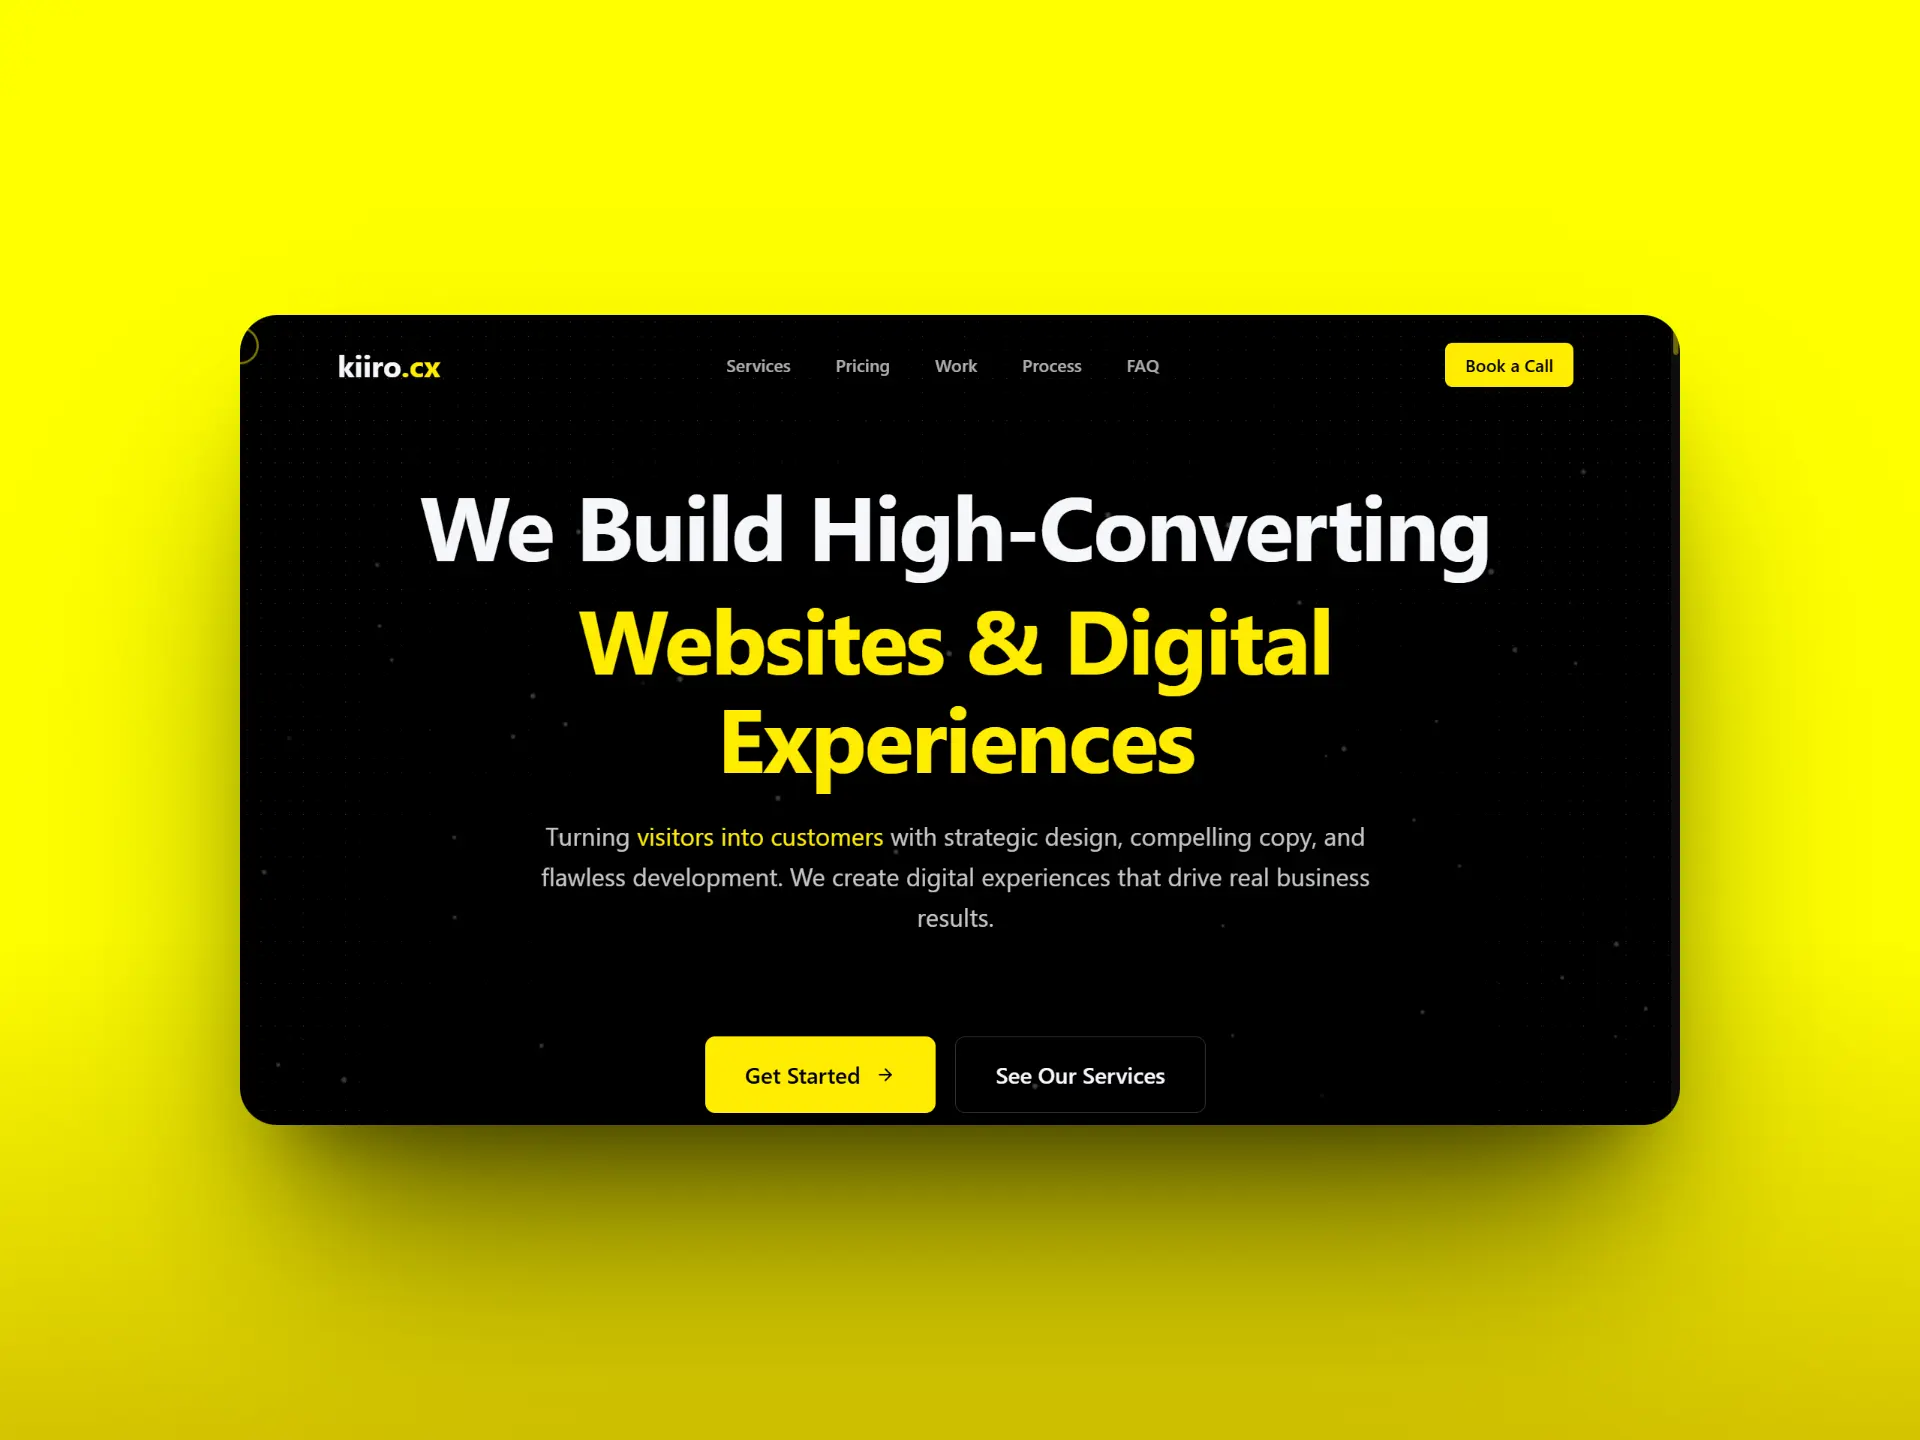 kiiro.cx
Services
Pricing
Work
Process
FAQ
Book a Call
We Build High-Converting
Websites & Digital
Experiences
Turning visitors into customers with strategic design, compelling copy, and
flawless development. We create digital experiences that drive real business
results.
Get Started →
See Our Services